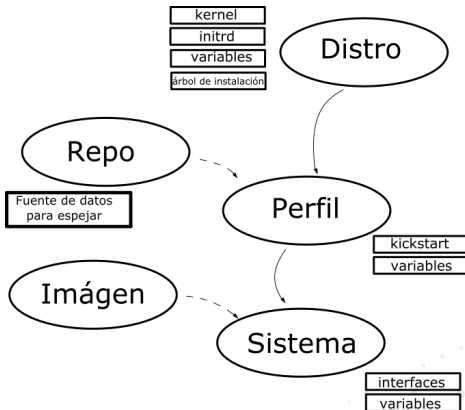 kernel
initrd
variables
árbol de instalación
Distro
Repo
Fuente de datos
para espejar
Perfil
kickstart
variables
Imágen
Sistema
interfaces
variables